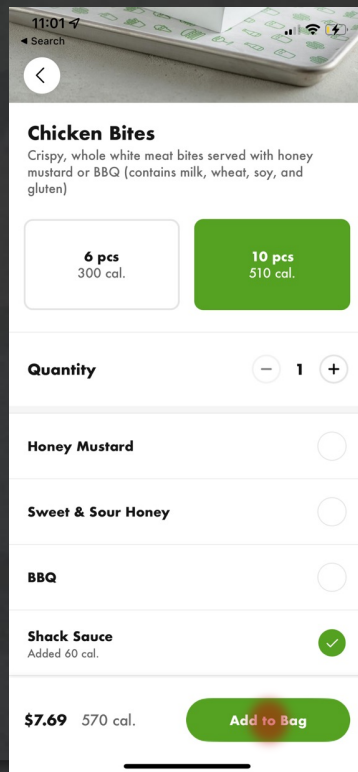 11:01
Search
Chicken Bites
Crispy, whole white meat bites served with honey
mustard or BBQ (contains milk, wheat, soy, and
gluten)
6 pcs
300 cal.
10 pcs
510 cal.
Quantity
1
Honey Mustard
Sweet & Sour Honey
BBQ
Shack Sauce
Added 60 cal.
$7.69 570 cal.
Add to Bag